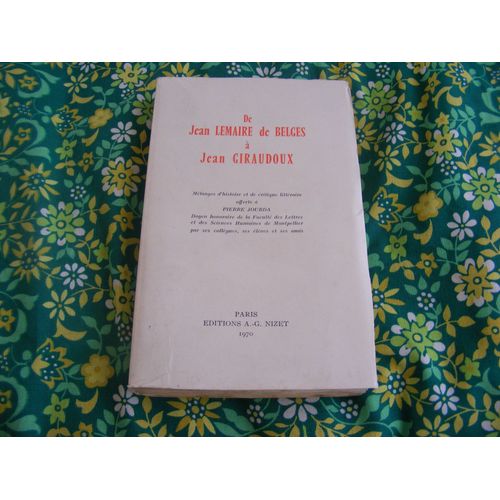 De
Jean LEMAIRE de BELGES
à
Jean GIRAUDOUX
Mélanges d'histoire et de critique littéraire
offerts à
PIERRE JOURDA
Doyen honoraire de la Faculté des Lettres
et des Sciences Humaines de Montpellier
par ses collègues, ses élèves et ses amis
PARIS
EDITIONS A.-G. NIZET
1970